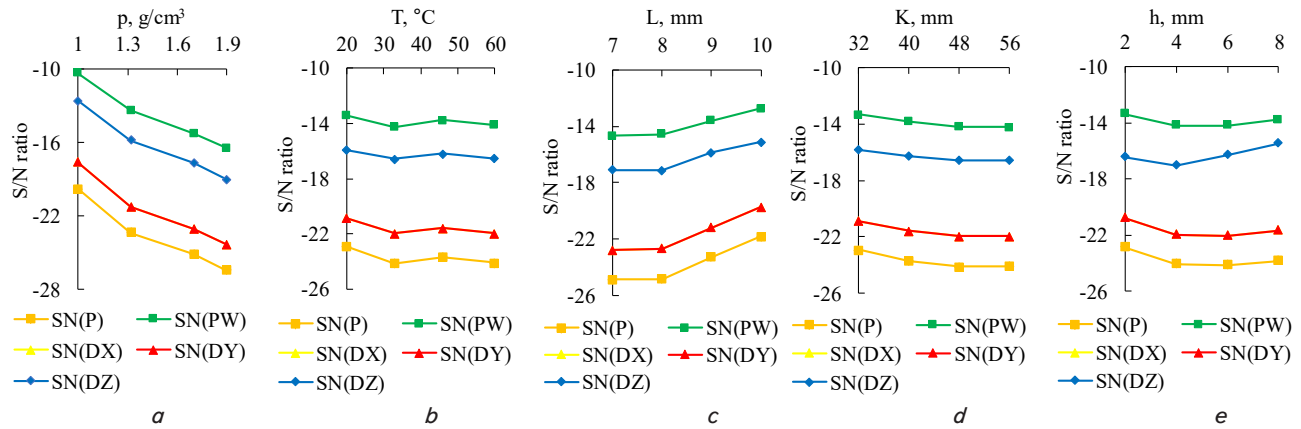 p, g/cm³
1 1.3 1.6 1.9
S/N ratio
-10
-16
-22
-28
SN(P) SN(PW)
SN(DX) SN(DY)
SN(DZ)
a
T, °C
20 30 40 50 60
S/N ratio
-10
-14
-18
-22
-26
SN(P) SN(PW)
SN(DX) SN(DY)
SN(DZ)
b
L, mm
7 8 9 10
S/N ratio
-10
-14
-18
-22
-26
SN(P) SN(PW)
SN(DX) SN(DY)
SN(DZ)
c
K, mm
32 40 48 56
S/N ratio
-10
-14
-18
-22
-26
SN(P) SN(PW)
SN(DX) SN(DY)
SN(DZ)
d
h, mm
2 4 6 8
S/N ratio
-10
-14
-18
-22
-26
SN(P) SN(PW)
SN(DX) SN(DY)
SN(DZ)
e